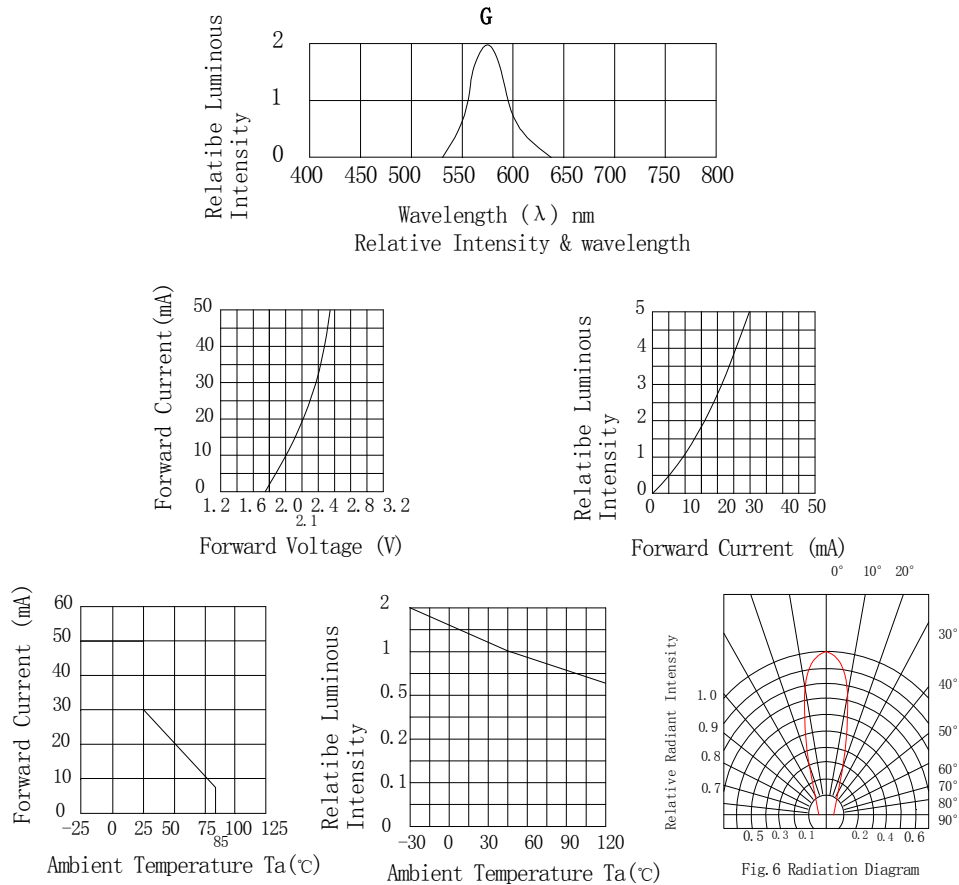 G
Relatibe Luminous
Intensity
2
1
0
400 450 500 550 600 650 700 750 800
Wavelength (λ) nm
Relative Intensity & wavelength
Forward Current(mA)
50
40
30
20
10
0
1.2 1.6 2.0 2.4 2.8 3.2
2.1
Forward Voltage (V)
Relatibe Luminous
Intensity
5
4
3
2
1
0
0 10 20 30 40 50
Forward Current (mA)
Forward Current (mA)
60
50
40
30
20
10
0
-25 0 25 50 75 100 125
85
Ambient Temperature Ta(℃)
Relatibe Luminous
Intensity
2
1
0.5
0.2
0.1
0
-30 0 30 60 90 120
Ambient Temperature Ta(℃)
Relative Radiant Intensity
0° 10° 20°
30°
40°
50°
60°
70°
80°
90°
1.0
0.9
0.8
0.7
0.5 0.3 0.1 0.2 0.4 0.6
Fig.6 Radiation Diagram